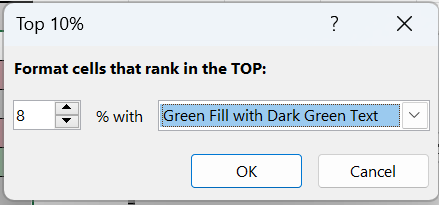 Top 10%
?
Format cells that rank in the TOP:
8 % with Green Fill with Dark Green Text
OK Cancel